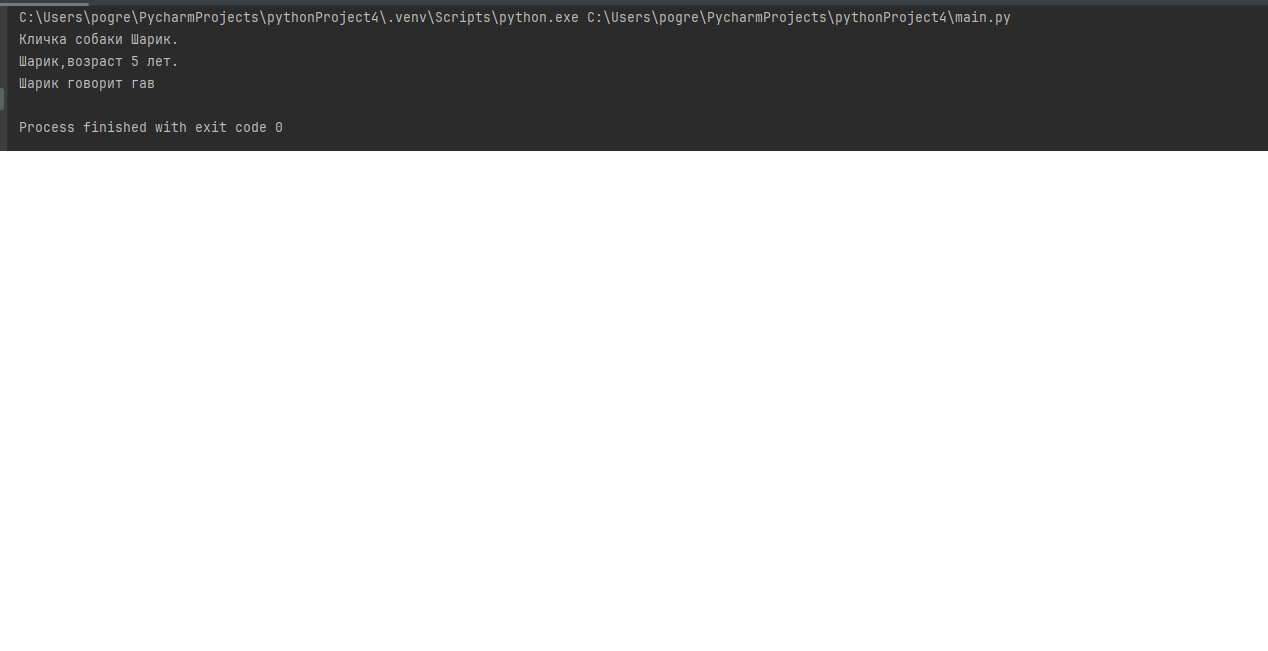 C:\Users\pogre\PycharmProjects\pythonProject4\.venv\Scripts\python.exe C:\Users\pogre\PycharmProjects\pythonProject4\main.py
Кличка собаки Шарик.
Шарик,возраст 5 лет.
Шарик говорит гав
Process finished with exit code 0